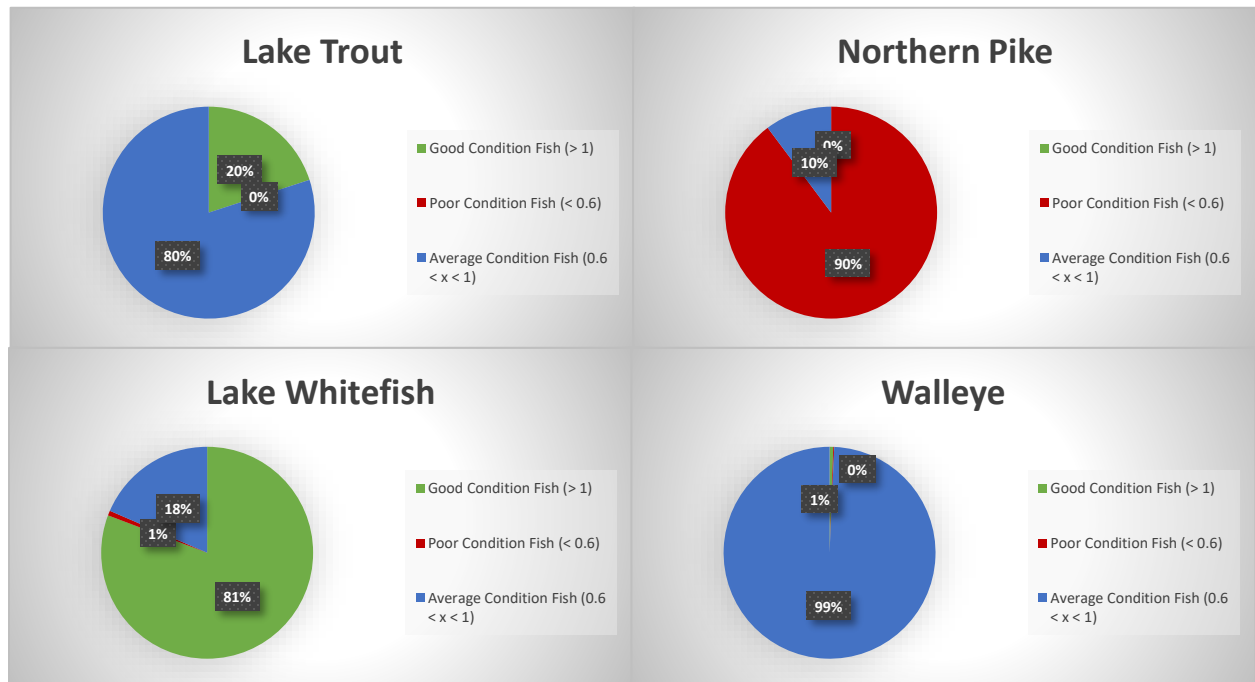 Lake Trout
20%
0%
80%
Good Condition Fish (> 1)
Poor Condition Fish (< 0.6)
Average Condition Fish (0.6
< x < 1)
Northern Pike
0%
10%
90%
Good Condition Fish (> 1)
Poor Condition Fish (< 0.6)
Average Condition Fish (0.6
< x < 1)
Lake Whitefish
18%
1%
81%
Good Condition Fish (> 1)
Poor Condition Fish (< 0.6)
Average Condition Fish (0.6
< x < 1)
Walleye
0%
1%
99%
Good Condition Fish (> 1)
Poor Condition Fish (< 0.6)
Average Condition Fish (0.6
< x < 1)